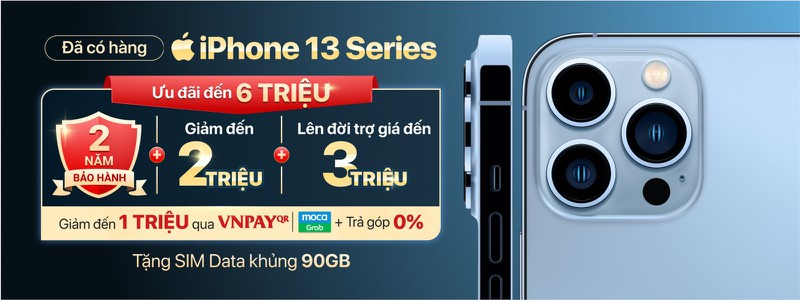 Đã có hàng
iPhone 13 Series
Ưu đãi đến 6 TRIỆU
2
NĂM
BẢO HÀNH
Giảm đến
2 TRIỆU
Lên đời trợ giá đến
3 TRIỆU
Giảm đến 1 TRIỆU qua VNPAYQR moca Grab + Trả góp 0%
Tặng SIM Data khủng 90GB